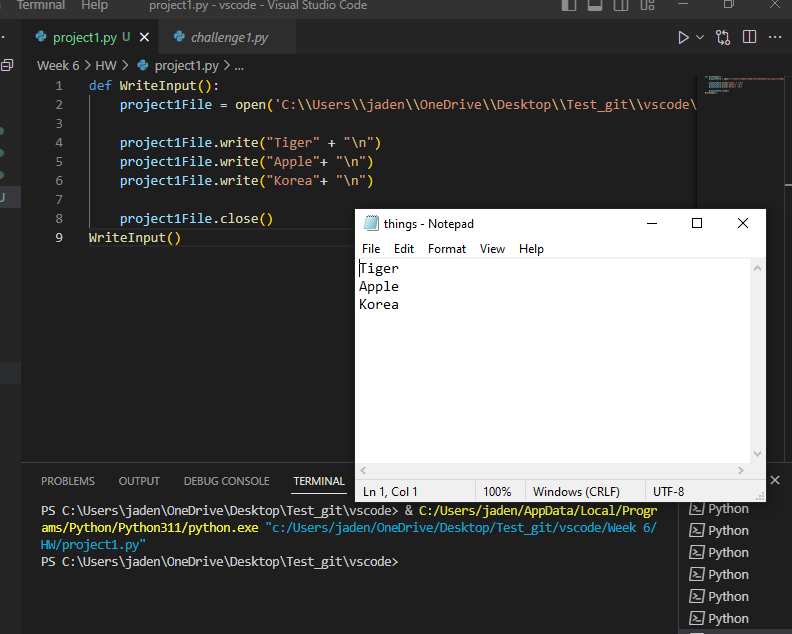 Terminal Help project1.py - vscode - Visual Studio Code
project1.py U challenge1.py
Week 6 > HW > project1.py > ...
1 def WriteInput():
2 project1File = open('C:\\Users\\jaden\\OneDrive\\Desktop\\Test_git\\vscode\
3
4 project1File.write("Tiger" + "\n")
5 project1File.write("Apple"+ "\n")
6 project1File.write("Korea"+ "\n")
7
8 project1File.close()
9 WriteInput()
things - Notepad
File Edit Format View Help
Tiger
Apple
Korea
Ln 1, Col 1 100% Windows (CRLF) UTF-8
PROBLEMS OUTPUT DEBUG CONSOLE TERMINAL
PS C:\Users\jaden\OneDrive\Desktop\Test_git\vscode> & C:/Users/jaden/AppData/Local/Progr
ams/Python/Python311/python.exe "c:/Users/jaden/OneDrive/Desktop/Test_git/vscode/Week 6/
HW/project1.py"
PS C:\Users\jaden\OneDrive\Desktop\Test_git\vscode>
Python
Python
Python
Python
Python
Python